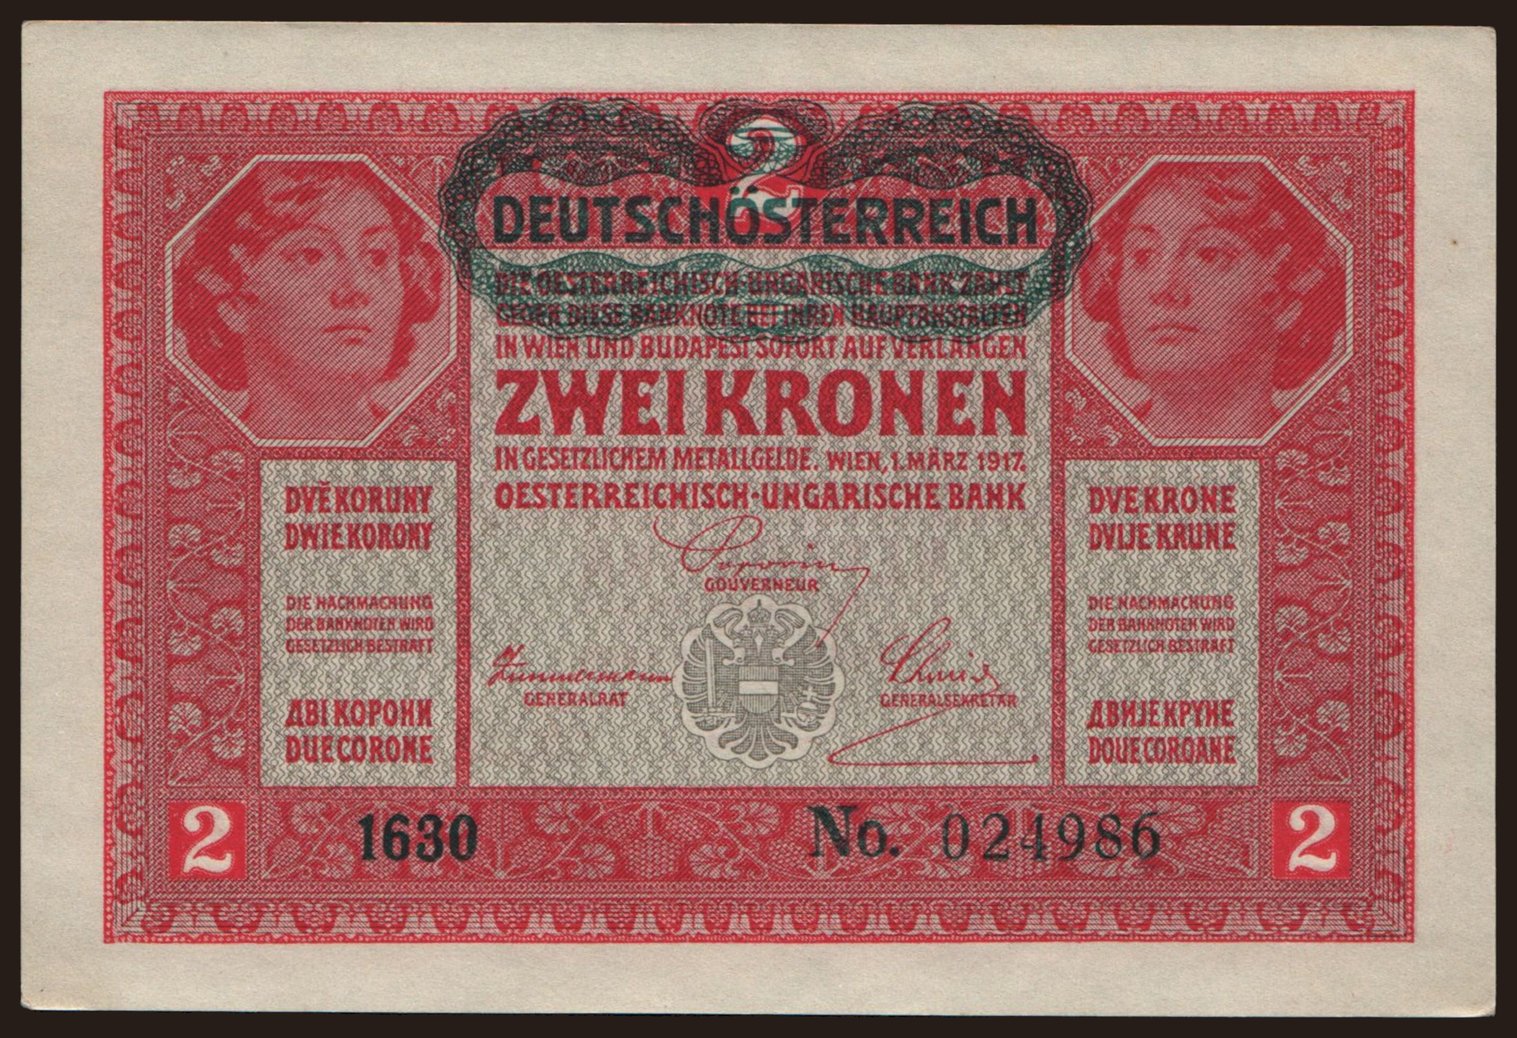 2
DEUTSCHÖSTERREICH
DIE OESTERREICHISCH-UNGARISCHE BANK ZAHLT
GEGEN DIESE BANKNOTE BEI IHREN HAUPTANSTALTEN
IN WIEN UND BUDAPEST SOFORT AUF VERLANGEN
ZWEI KRONEN
IN GESETZLICHEM METALLGELDE. WIEN, 1. MÄRZ 1917.
OESTERREICHISCH-UNGARISCHE BANK
Popovics
GOUVERNEUR
GENERALRAT
GENERALSEKRETÄR
DVĚ KORUNY
DWIE KORONY
DIE NACHMACHUNG
DER BANKNOTEN WIRD
GESETZLICH BESTRAFT
ДВІ КОРОНИ
DUE CORONE
DVE KRONE
DVIJE KRUNE
DIE NACHMACHUNG
DER BANKNOTEN WIRD
GESETZLICH BESTRAFT
ДВИЈЕ КРУНЕ
DOUE COROANE
2
1630
No. 024986
2